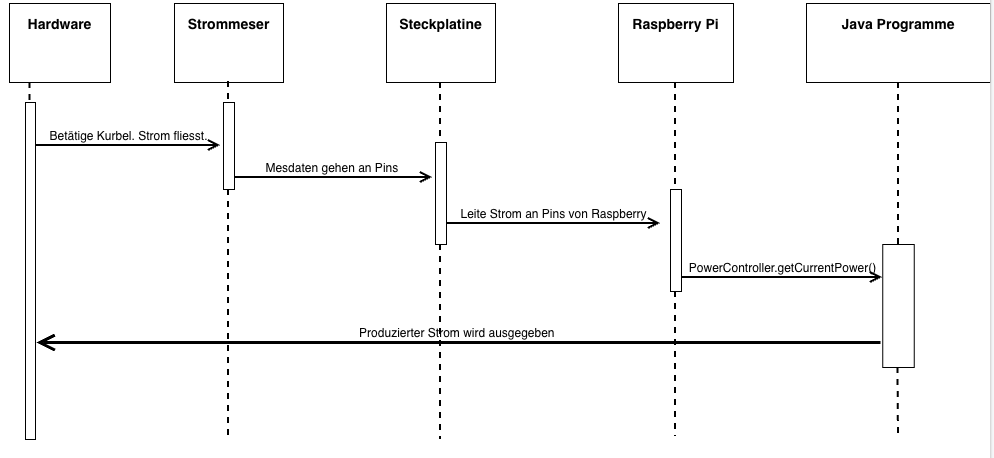 Hardware
Strommeser
Steckplatine
Raspberry Pi
Java Programme
Betätige Kurbel. Strom fliesst.
Mesdaten gehen an Pins
Leite Strom an Pins von Raspberry
PowerController.getCurrentPower()
Produzierter Strom wird ausgegeben